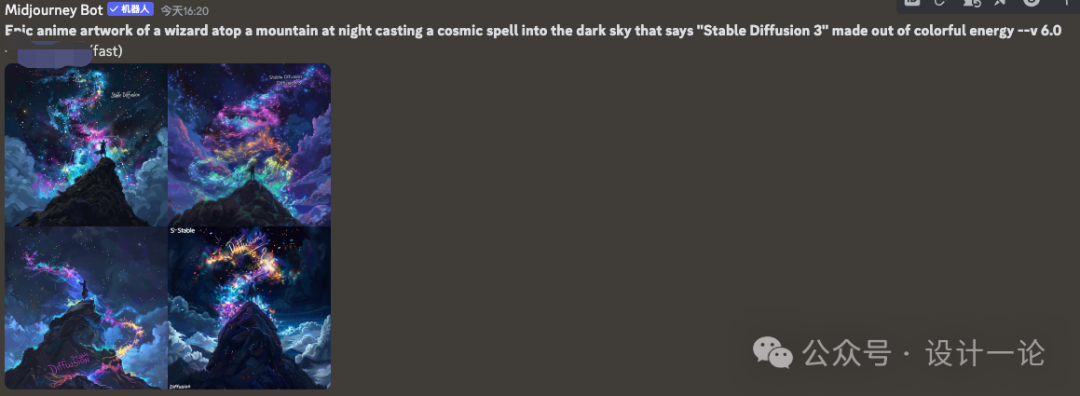 Midjourney Bot ✓ 机器人 今天16:20
Epic anime artwork of a wizard atop a mountain at night casting a cosmic spell into the dark sky that says "Stable Diffusion 3" made out of colorful energy --v 6.0
- (fast)
Stable Diffusion
Stable Diffusion
S-Stable
Diffusion
Diffusion
公众号 · 设计一论